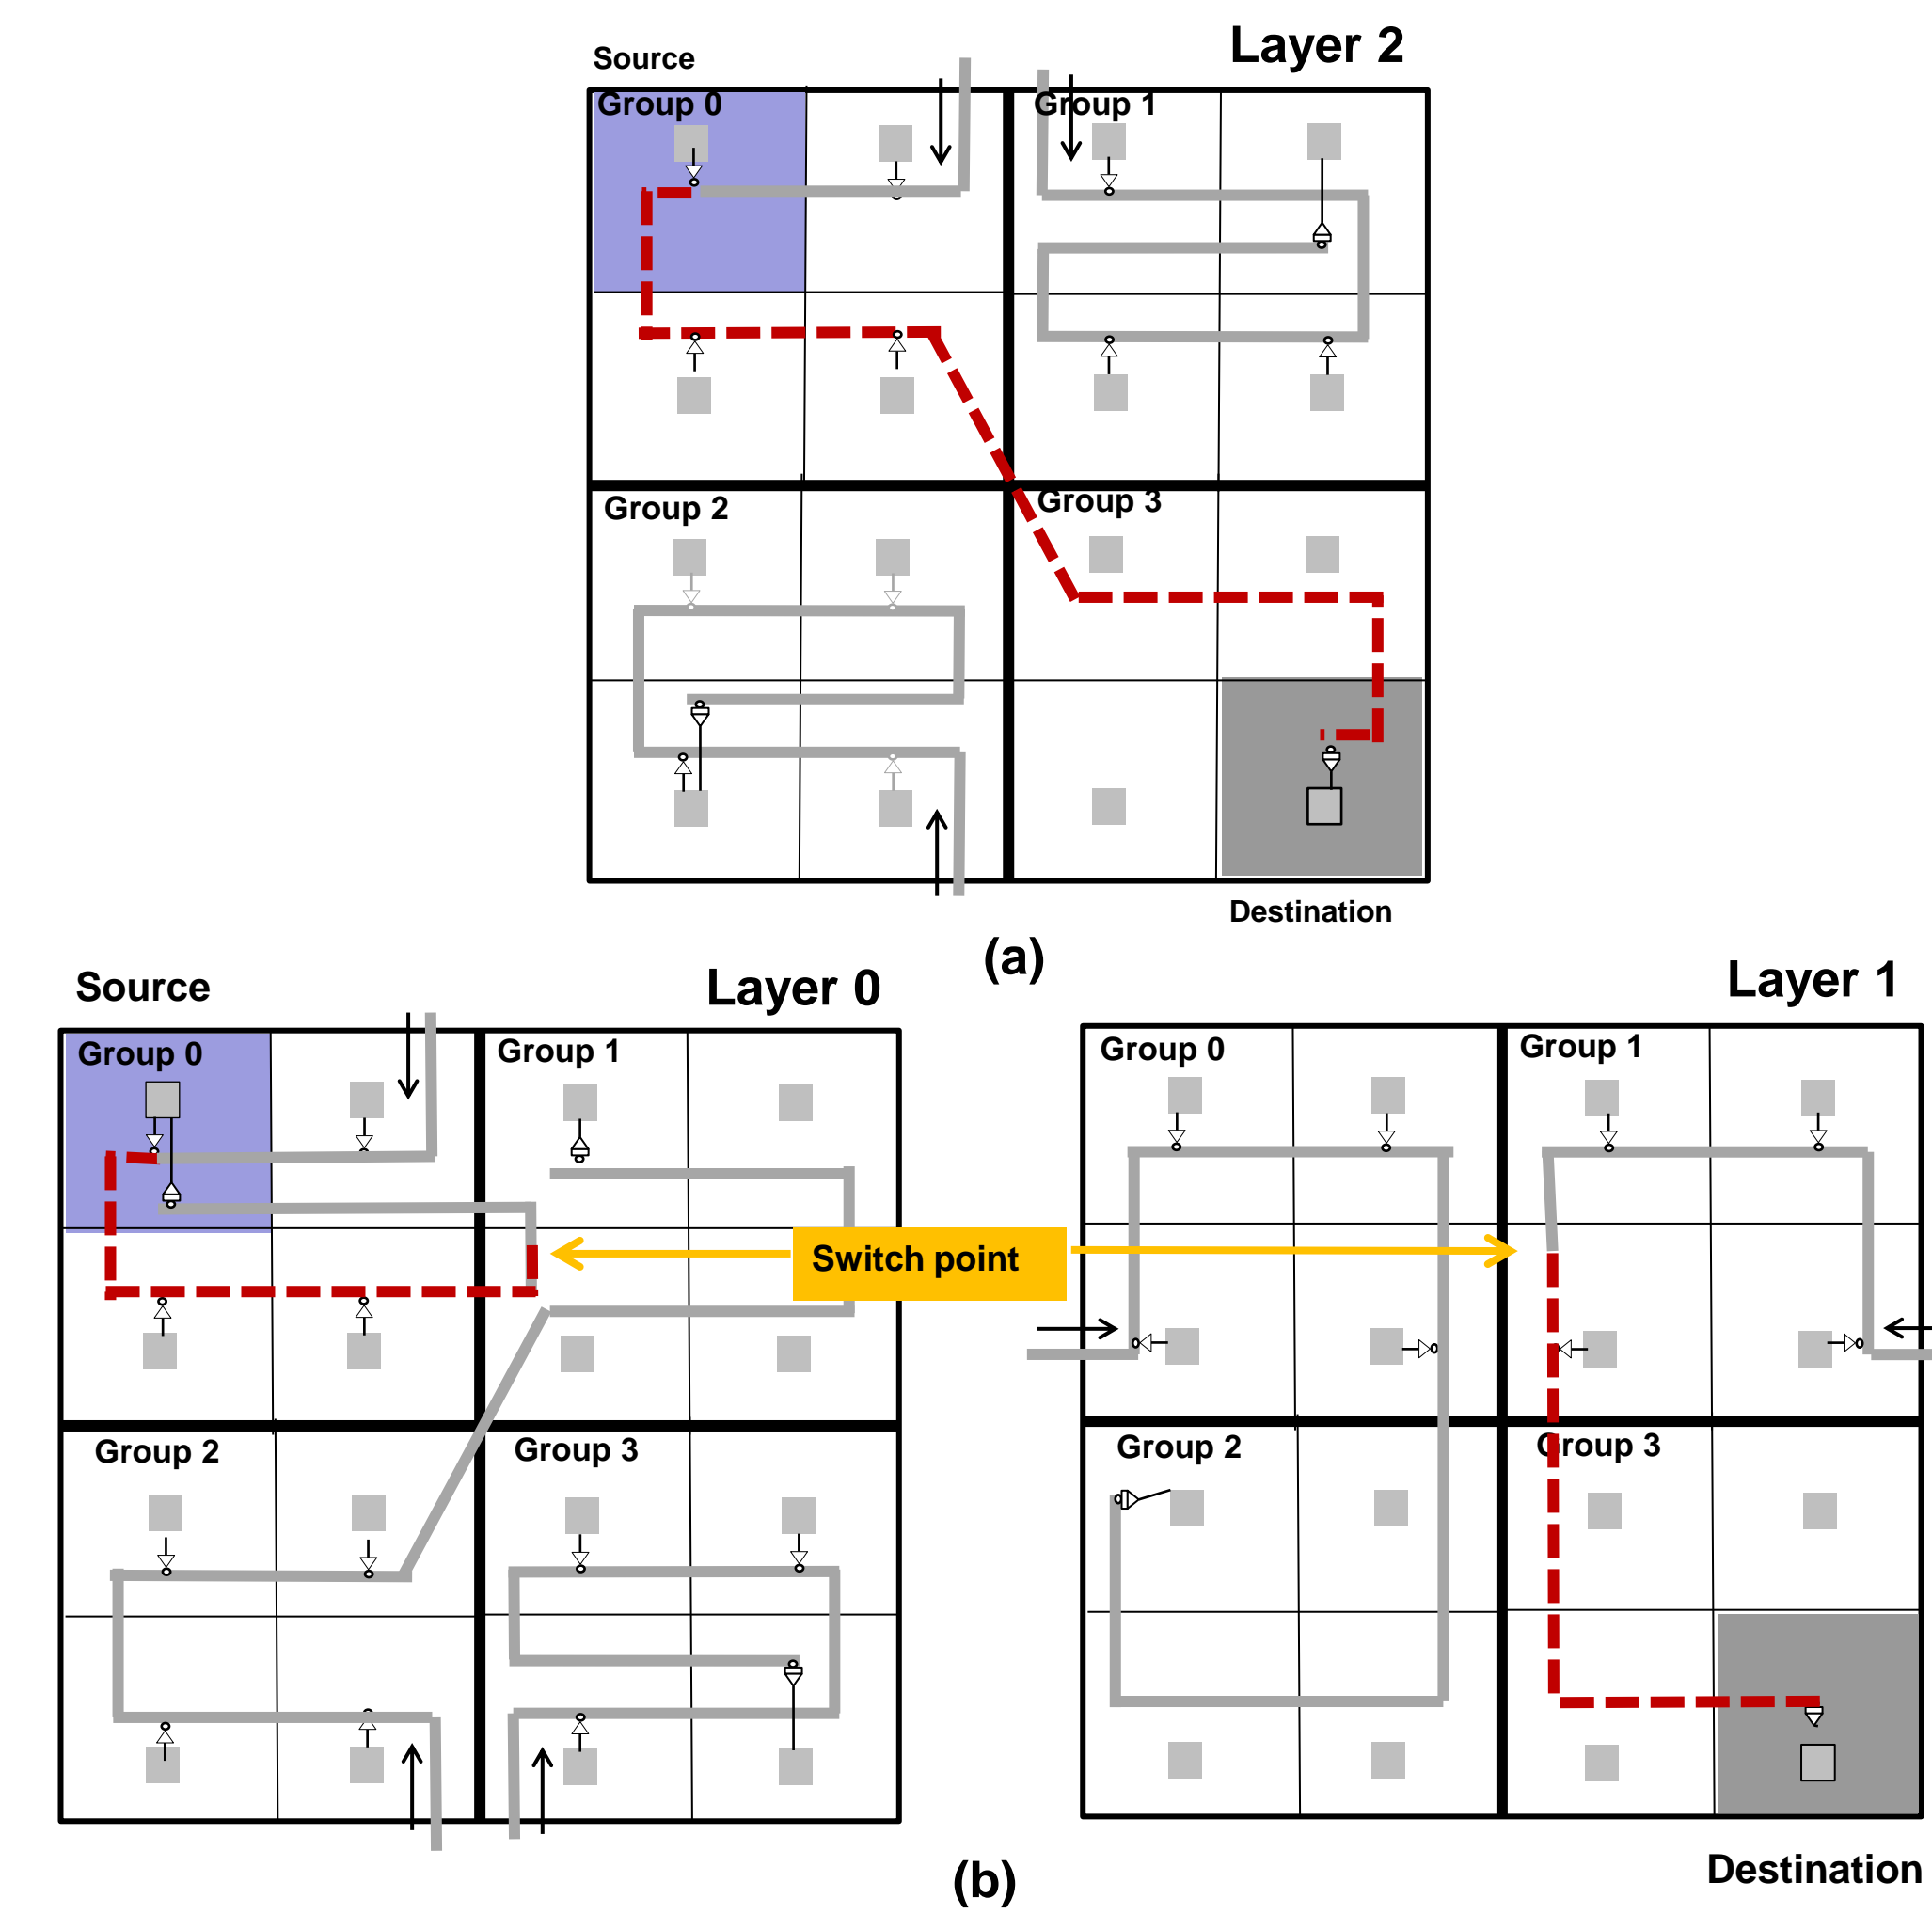 Source
Layer 2
Group 0
Group 1
Group 2
Group 3
Destination
(a)
Source
Layer 0
Layer 1
Group 0
Group 1
Group 0
Group 1
Switch point
Group 2
Group 3
Group 2
Group 3
(b)
Destination